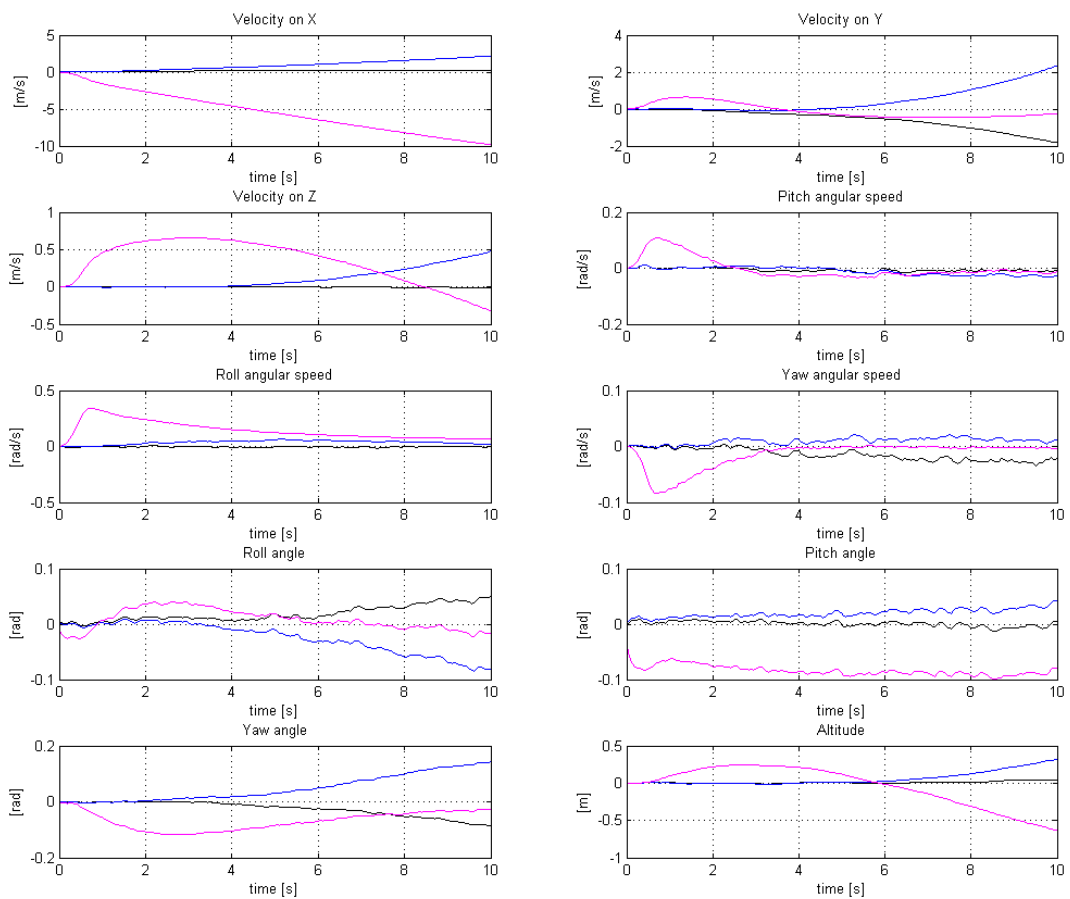 Velocity on X
5
0
-5
-10
[m/s]
0 2 4 6 8 10
time [s]
Velocity on Y
4
2
0
-2
[m/s]
0 2 4 6 8 10
time [s]
Velocity on Z
1
0.5
0
-0.5
[m/s]
0 2 4 6 8 10
time [s]
Pitch angular speed
0.2
0
-0.2
[rad/s]
0 2 4 6 8 10
time [s]
Roll angular speed
0.5
0
-0.5
[rad/s]
0 2 4 6 8 10
time [s]
Yaw angular speed
0.1
0
-0.1
[rad/s]
0 2 4 6 8 10
time [s]
Roll angle
0.1
0
-0.1
[rad]
0 2 4 6 8 10
time [s]
Pitch angle
0.1
0
-0.1
[rad]
0 2 4 6 8 10
time [s]
Yaw angle
0.2
0
-0.2
[rad]
0 2 4 6 8 10
time [s]
Altitude
0.5
0
-0.5
-1
[m]
0 2 4 6 8 10
time [s]